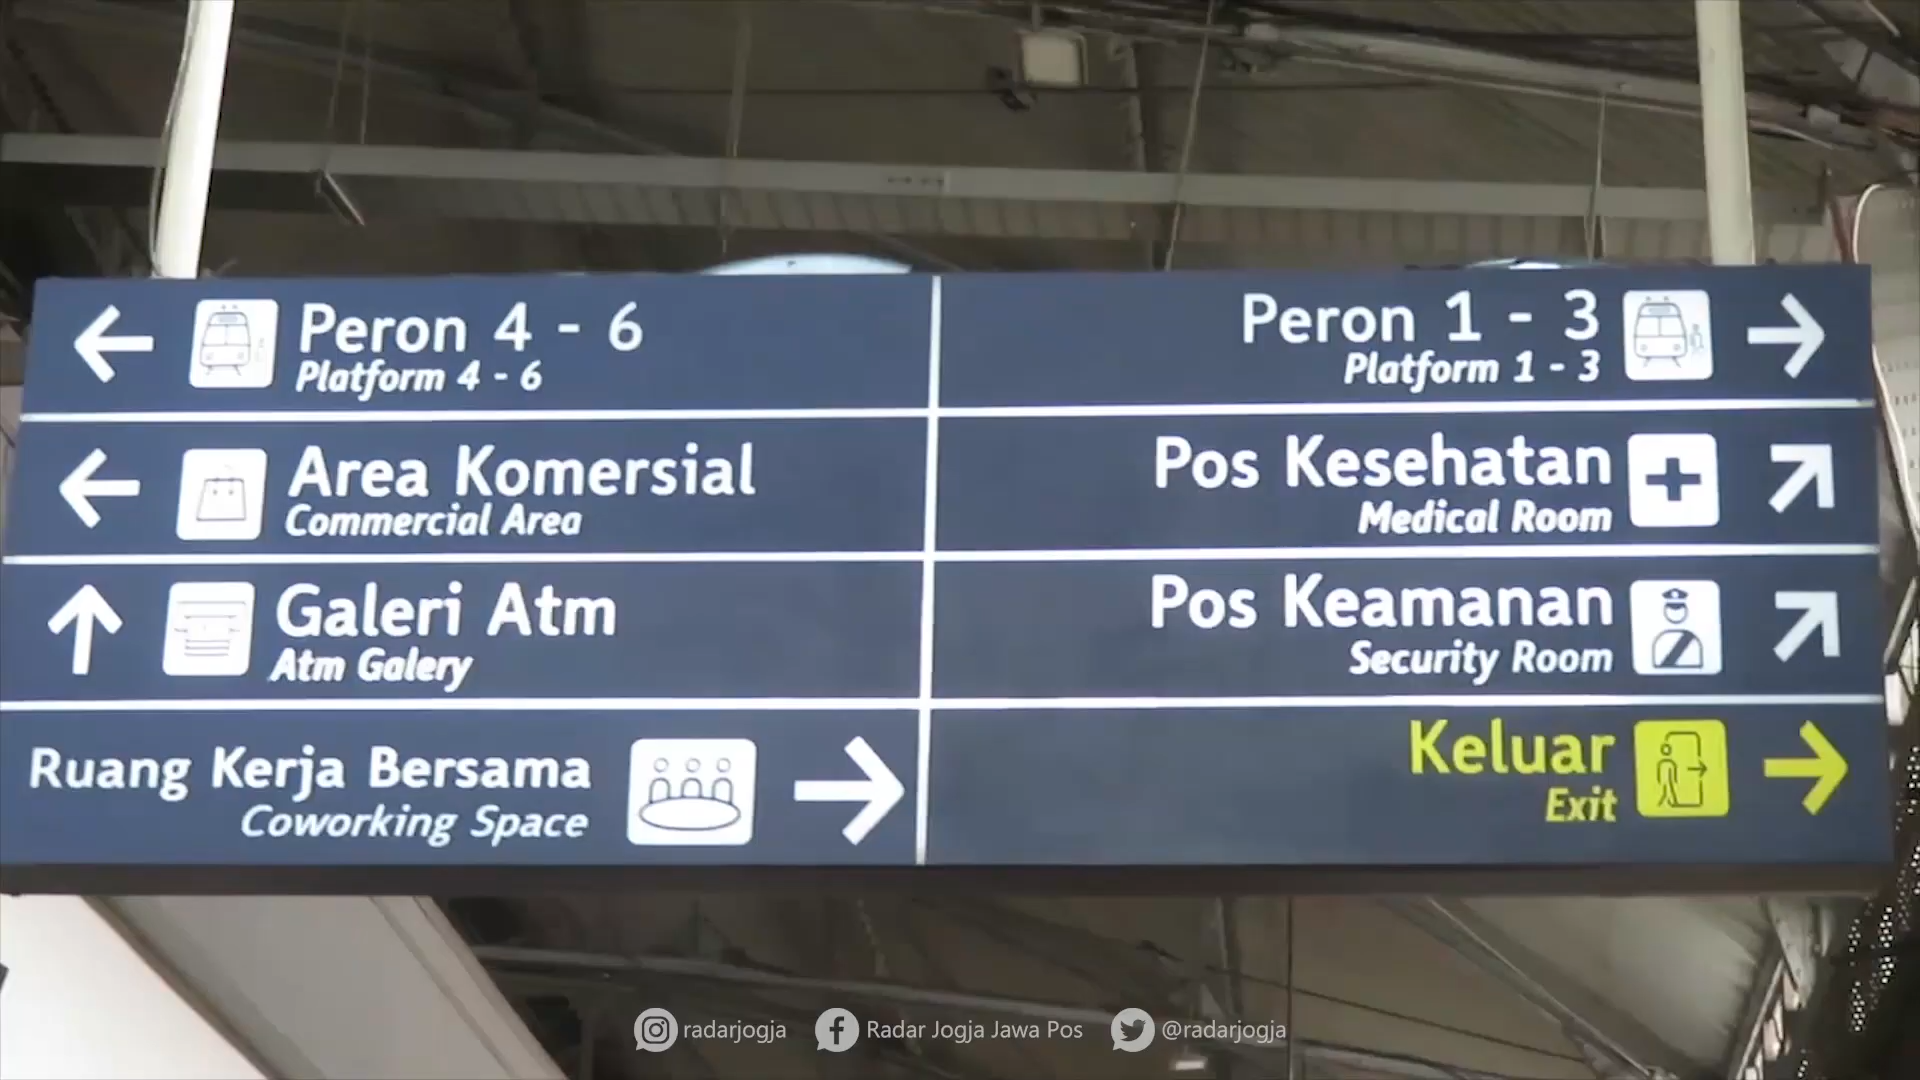 Peron 4 - 6
Platform 4 - 6
Area Komersial
Commercial Area
Galeri Atm
Atm Galery
Ruang Kerja Bersama
Coworking Space
Peron 1 - 3
Platform 1 - 3
Pos Kesehatan
Medical Room
Pos Keamanan
Security Room
Keluar
Exit
radarjogja Radar Jogja Jawa Pos @radarjogja